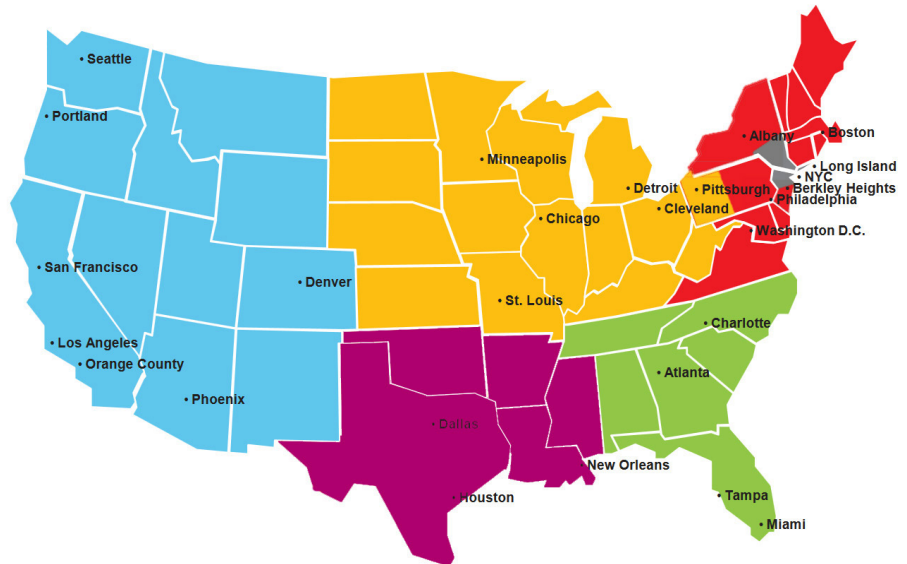 • Seattle
• Portland
• Minneapolis
• Albany
• Boston
• Long Island
• NYC
• Detroit
• Pittsburgh
• Berkley Heights
• Philadelphia
• Cleveland
• Chicago
• Washington D.C.
• San Francisco
• Denver
• St. Louis
• Charlotte
• Los Angeles
• Orange County
• Atlanta
• Phoenix
• Dallas
• New Orleans
• Houston
• Tampa
• Miami